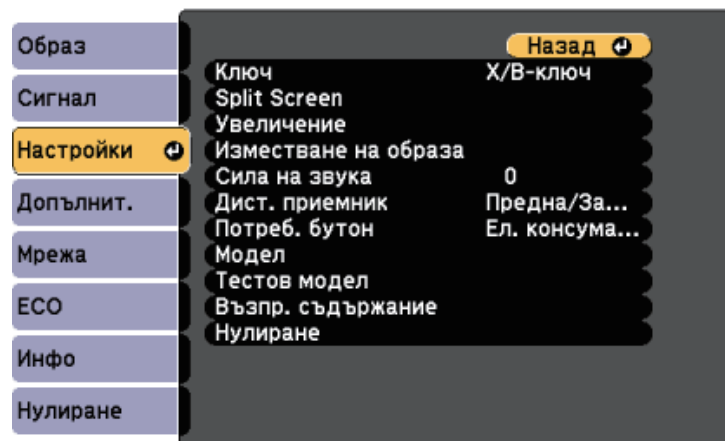 Образ
Сигнал
Настройки
Допълнит.
Мрежа
ECO
Инфо
Нулиране
Назад
Ключ Х/В-ключ
Split Screen
Увеличение
Изместване на образа
Сила на звука 0
Дист. приемник Предна/За...
Потреб. бутон Ел. консума...
Модел
Тестов модел
Възпр. съдържание
Нулиране